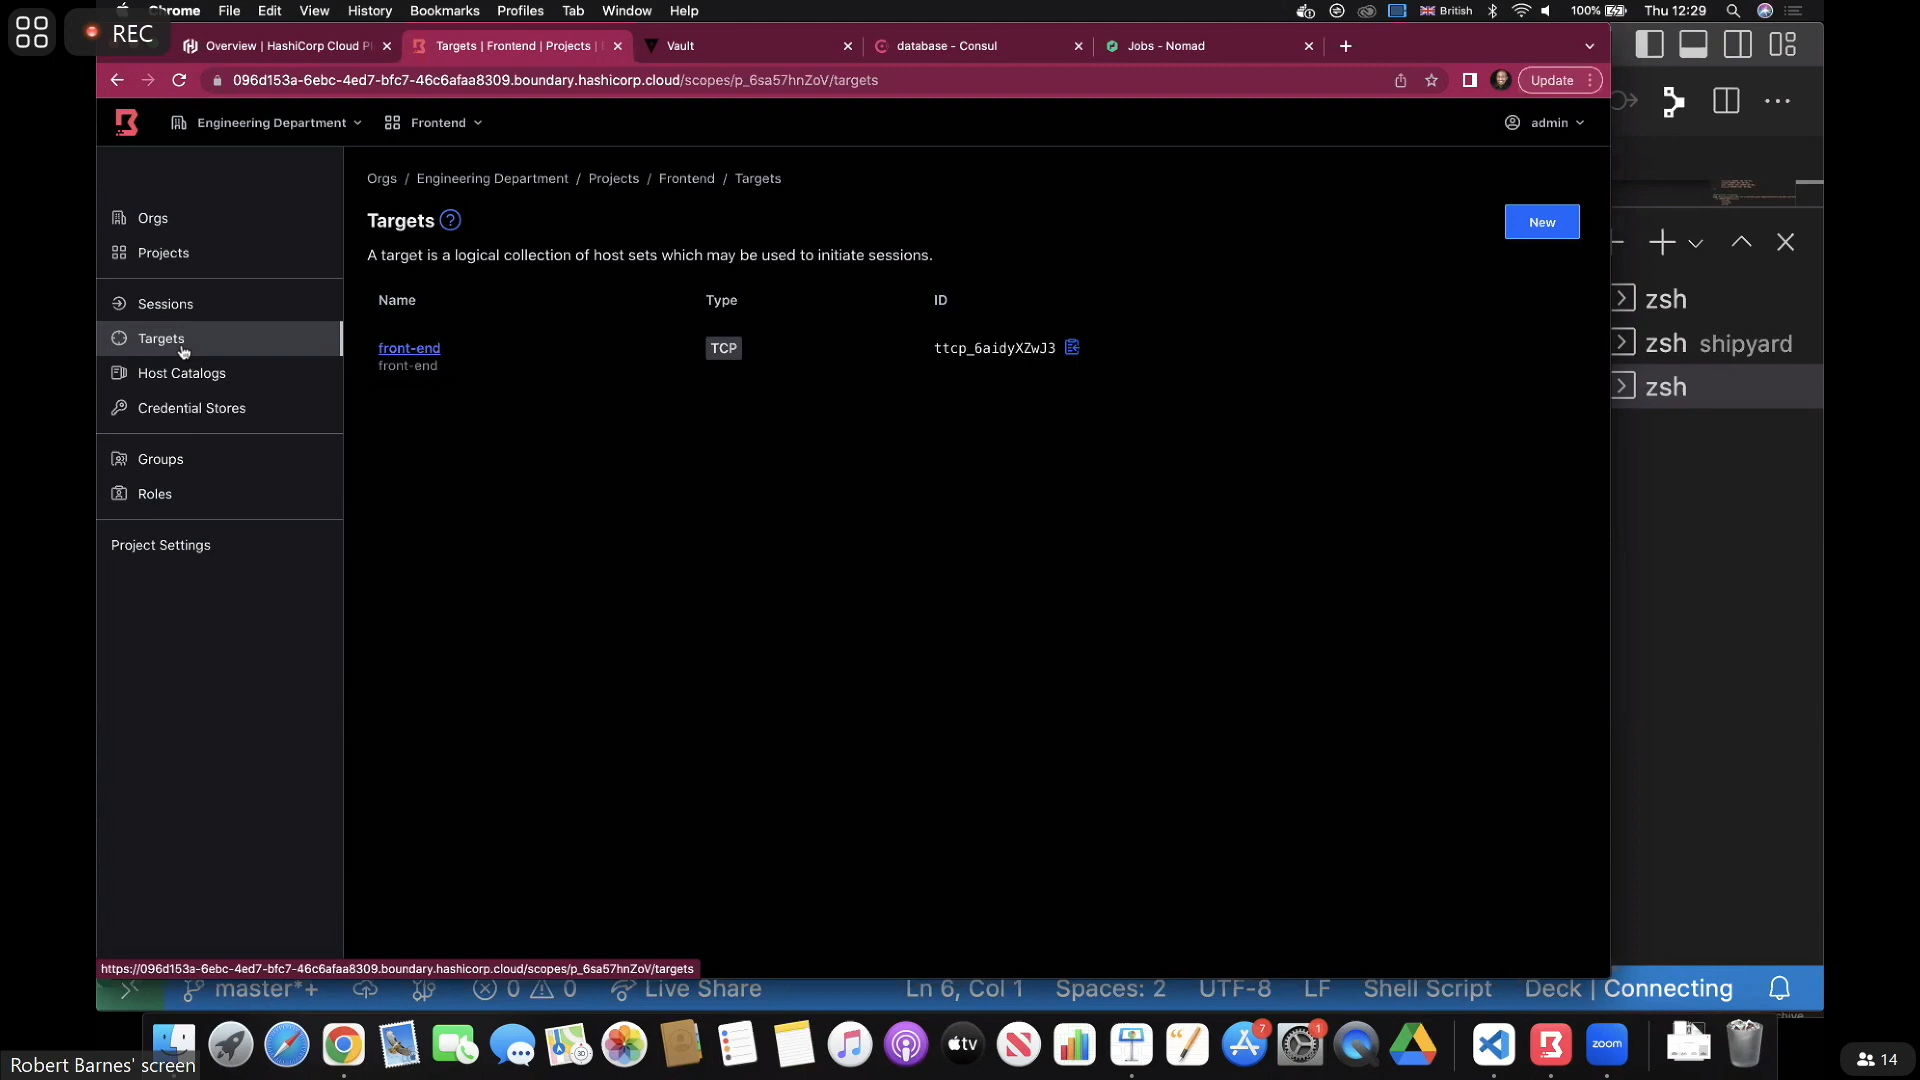 Chrome File Edit View History Bookmarks Profiles Tab Window Help
British 100% Thu 12:29
REC
Overview | HashiCorp Cloud Pl
Targets | Frontend | Projects |
Vault
database - Consul
Jobs - Nomad
096d153a-6ebc-4ed7-bfc7-46c6afaa8309.boundary.hashicorp.cloud/scopes/p_6sa57hnZoV/targets
Update
Engineering Department
Frontend
admin
Orgs
Projects
Sessions
Targets
Host Catalogs
Credential Stores
Groups
Roles
Project Settings
Orgs / Engineering Department / Projects / Frontend / Targets
Targets ?
New
A target is a logical collection of host sets which may be used to initiate sessions.
Name Type ID
front-end TCP ttcp_6aidyXZwJ3
front-end
zsh
zsh shipyard
zsh
https://096d153a-6ebc-4ed7-bfc7-46c6afaa8309.boundary.hashicorp.cloud/scopes/p_6sa57hnZoV/targets
master*+ 0 0 Live Share Ln 6, Col 1 Spaces: 2 UTF-8 LF Shell Script Deck | Connecting
tv
7
1
zoom
Robert Barnes' screen
14